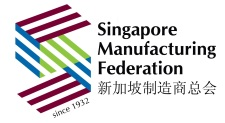 Singapore
Manufacturing
Federation
新加坡制造商总会
since 1932